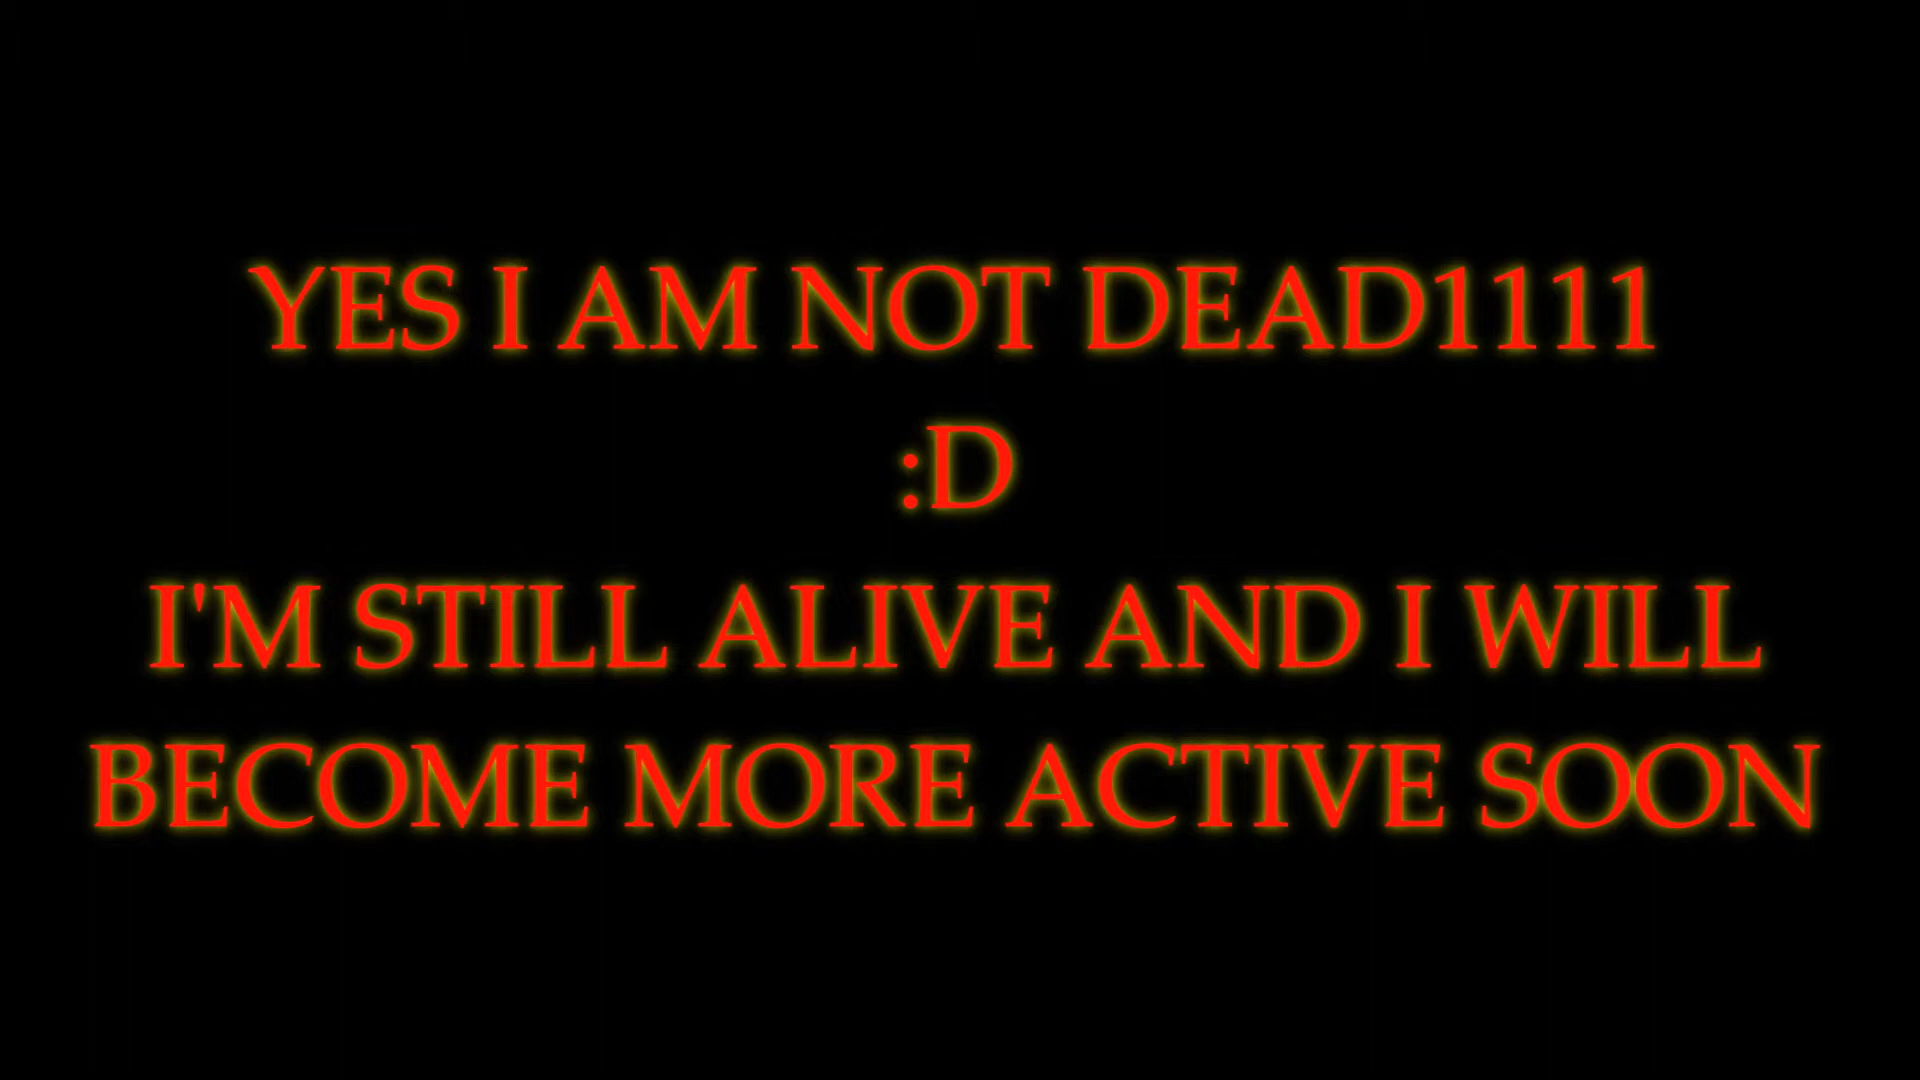 YES I AM NOT DEAD1111
:D
I'M STILL ALIVE AND I WILL
BECOME MORE ACTIVE SOON